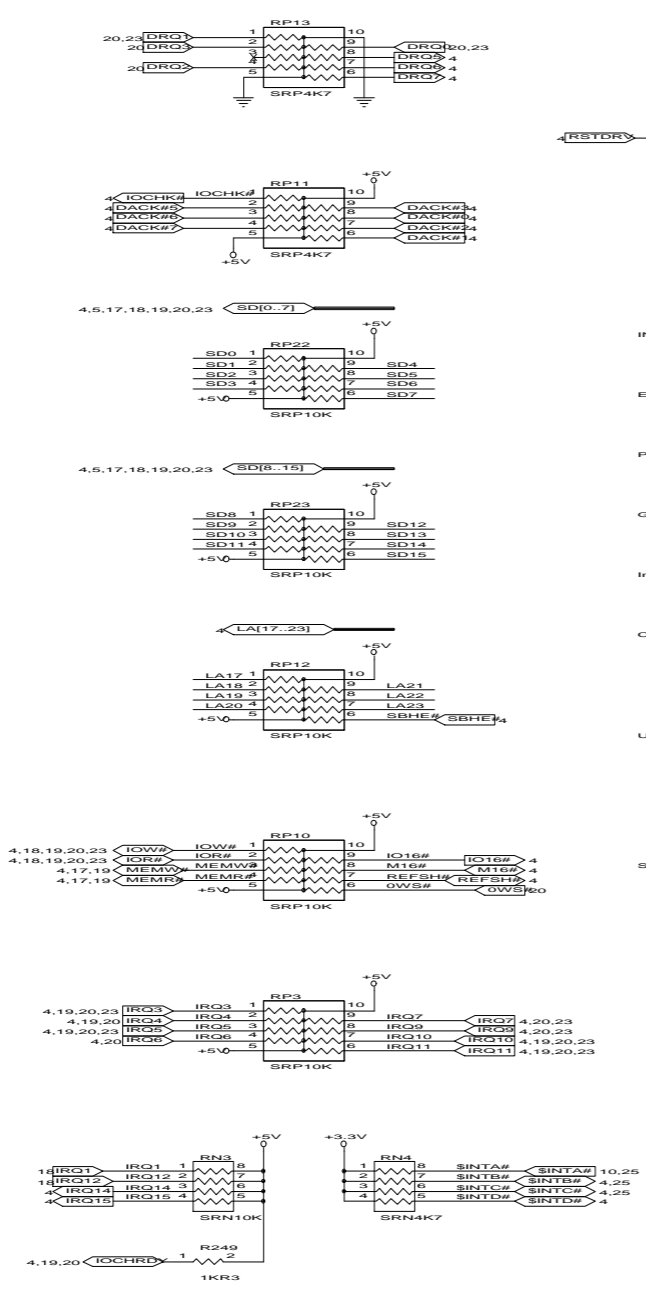 RP13
20,23 DRQ1 1 10
20 DRQ3 2 9 DRQ0 20,23
3 8 DRQ5 4
20 DRQ2 4 7 DRQ6 4
5 6 DRQ7 4
SRP4K7
4 RSTDRV
+5V
RP11
4 IOCHK# IOCHK# 1 10
4 DACK#5 2 9 DACK#3 4
4 DACK#6 3 8 DACK#0 4
4 DACK#7 4 7 DACK#2 4
5 6 DACK#1 4
+5V SRP4K7
4,5,17,18,19,20,23 SD[0..7]
+5V
RP22
SD0 1 10
SD1 2 9 SD4
SD2 3 8 SD5
SD3 4 7 SD6
+5V 5 6 SD7
SRP10K
4,5,17,18,19,20,23 SD[8..15]
+5V
RP23
SD8 1 10
SD9 2 9 SD12
SD10 3 8 SD13
SD11 4 7 SD14
+5V 5 6 SD15
SRP10K
4 LA[17..23]
+5V
RP12
LA17 1 10
LA18 2 9 LA21
LA19 3 8 LA22
LA20 4 7 LA23
+5V 5 6 SBHE# SBHE# 4
SRP10K
+5V
RP10
4,18,19,20,23 IOW# IOW# 1 10
4,18,19,20,23 IOR# IOR# 2 9 IO16# IO16# 4
4,17,19 MEMW# MEMW# 3 8 M16# M16# 4
4,17,19 MEMR# MEMR# 4 7 REFSH# REFSH# 4
+5V 5 6 0WS# 0WS# 20
SRP10K
+5V
RP3
4,19,20,23 IRQ3 IRQ3 1 10
4,19,20 IRQ4 IRQ4 2 9 IRQ7 IRQ7 4,20,23
4,19,20,23 IRQ5 IRQ5 3 8 IRQ9 IRQ9 4,20,23
4,20 IRQ6 IRQ6 4 7 IRQ10 IRQ10 4,19,20,23
+5V 5 6 IRQ11 IRQ11 4,19,20,23
SRP10K
+5V +3.3V
RN3 RN4
18 IRQ1 IRQ1 1 8 1 8 $INTA# $INTA# 10,25
18 IRQ12 IRQ12 2 7 2 7 $INTB# $INTB# 4,25
4 IRQ14 IRQ14 3 6 3 6 $INTC# $INTC# 4,25
4 IRQ15 IRQ15 4 5 4 5 $INTD# $INTD# 4
SRN10K SRN4K7
R249
4,19,20 IOCHRDY 1 2
1KR3